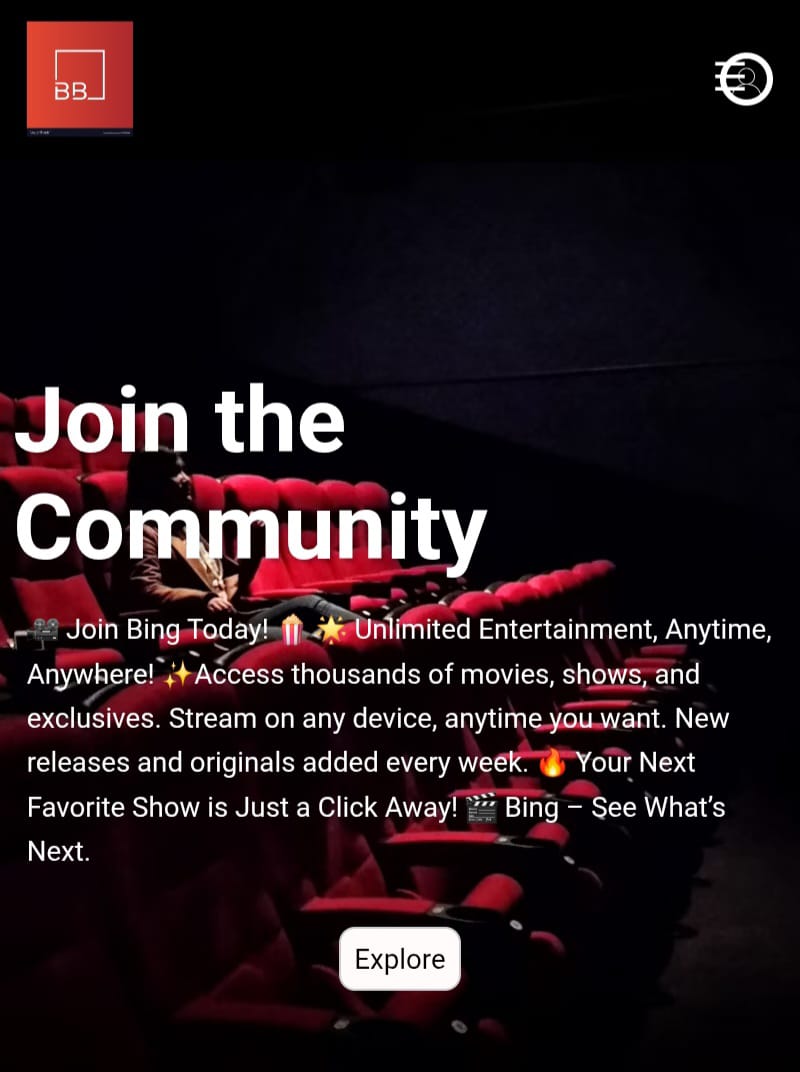 BB
Join the
Community
🎥 Join Bing Today! 🍿 🌟 Unlimited Entertainment, Anytime,
Anywhere! ✨Access thousands of movies, shows, and
exclusives. Stream on any device, anytime you want. New
releases and originals added every week. 🔥 Your Next
Favorite Show is Just a Click Away! 🎬 Bing – See What’s
Next.
Explore